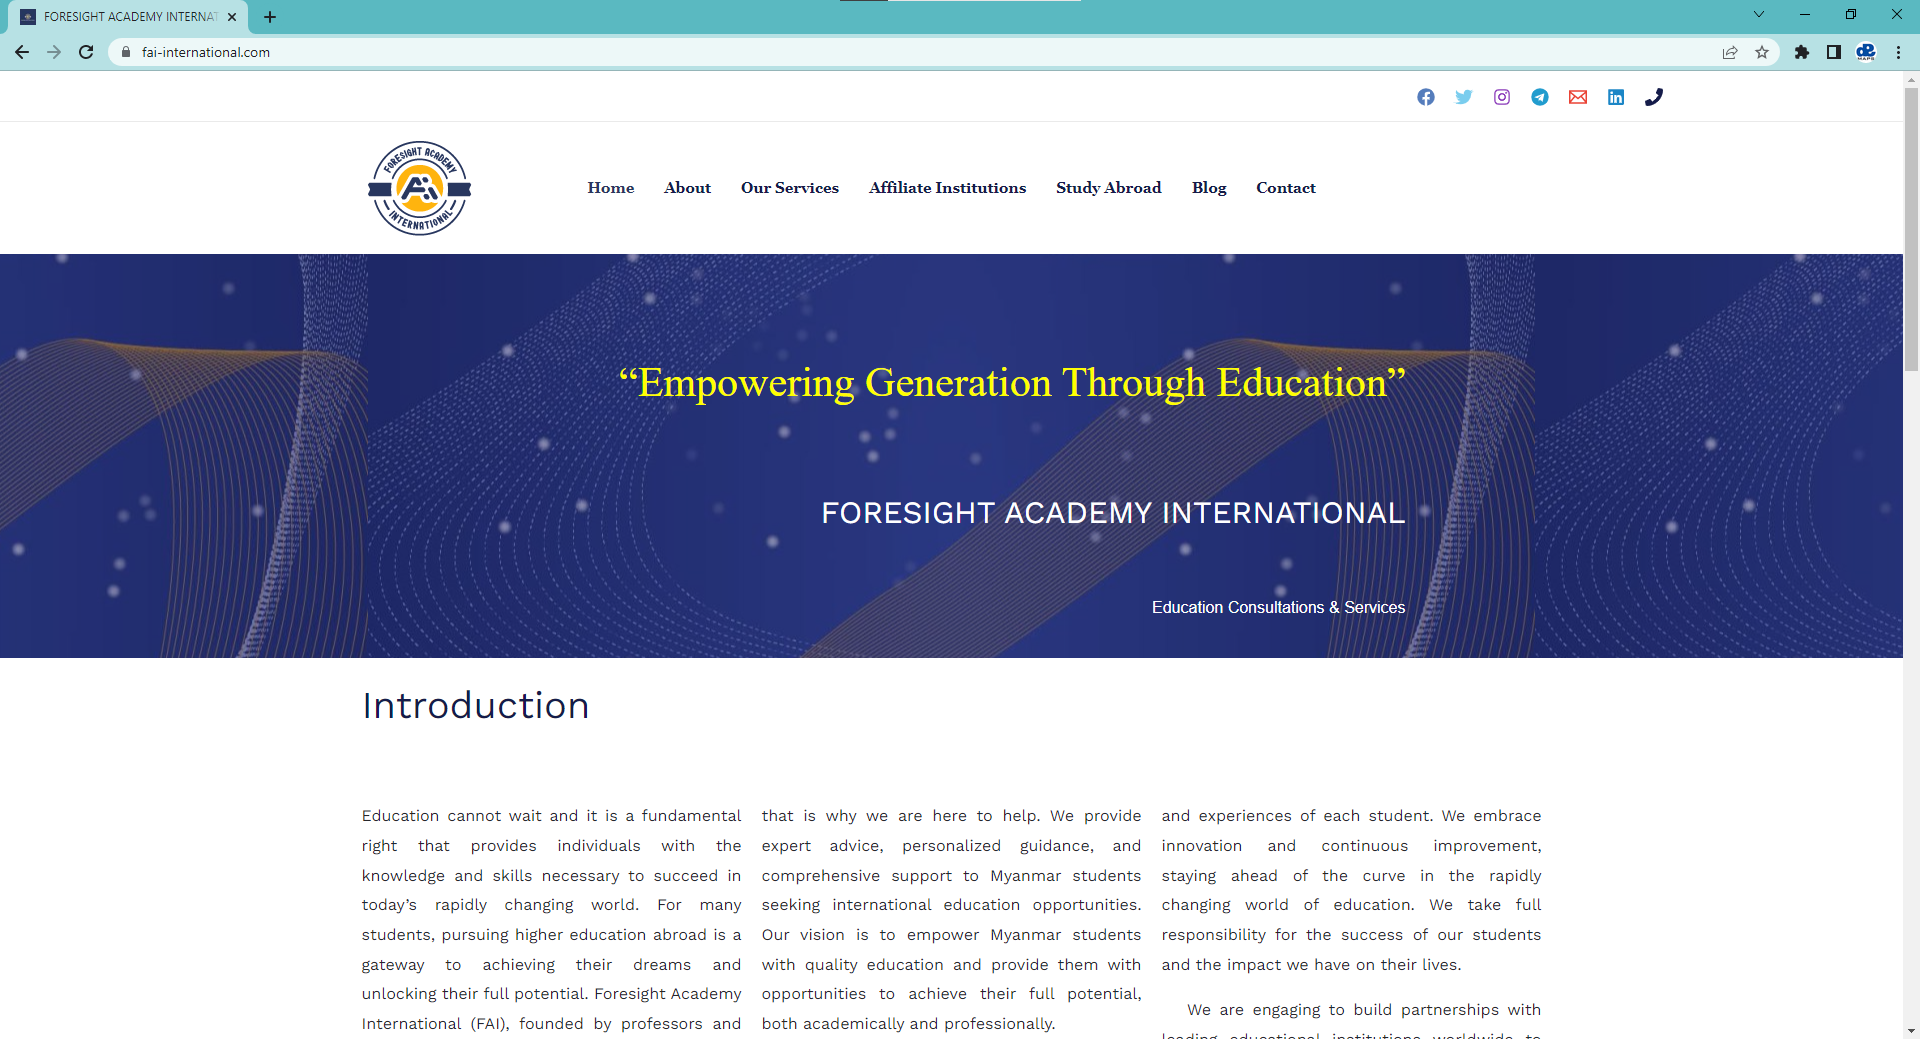 FORESIGHT ACADEMY INTERNAT
fai-international.com
FORESIGHT ACADEMY
FAI
INTERNATIONAL
Home About Our Services Affiliate Institutions Study Abroad Blog Contact
“Empowering Generation Through Education”
FORESIGHT ACADEMY INTERNATIONAL
Education Consultations & Services
Introduction
Education cannot wait and it is a fundamental
right that provides individuals with the
knowledge and skills necessary to succeed in
today’s rapidly changing world. For many
students, pursuing higher education abroad is a
gateway to achieving their dreams and
unlocking their full potential. Foresight Academy
International (FAI), founded by professors and
that is why we are here to help. We provide
expert advice, personalized guidance, and
comprehensive support to Myanmar students
seeking international education opportunities.
Our vision is to empower Myanmar students
with quality education and provide them with
opportunities to achieve their full potential,
both academically and professionally.
and experiences of each student. We embrace
innovation and continuous improvement,
staying ahead of the curve in the rapidly
changing world of education. We take full
responsibility for the success of our students
and the impact we have on their lives.
We are engaging to build partnerships with
leading educational institutions worldwide to